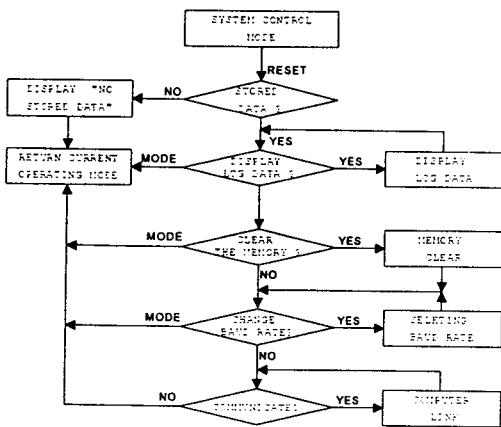 SYSTEM CONTROL
MODE
RESET
DISPLAY "NO
STORED DATA"
NO
STORED
DATA ?
YES
RETURN CURRENT
OPERATING MODE
MODE
DISPLAY
LOG DATA ?
YES
DISPLAY
LOG DATA
MODE
CLEAR
THE MEMORY ?
YES
MEMORY
CLEAR
NO
MODE
CHANGE
BAUD RATE?
YES
BAUD RATE
NO
NO
COMMUNICATE?
YES
COMPUTER
LINK